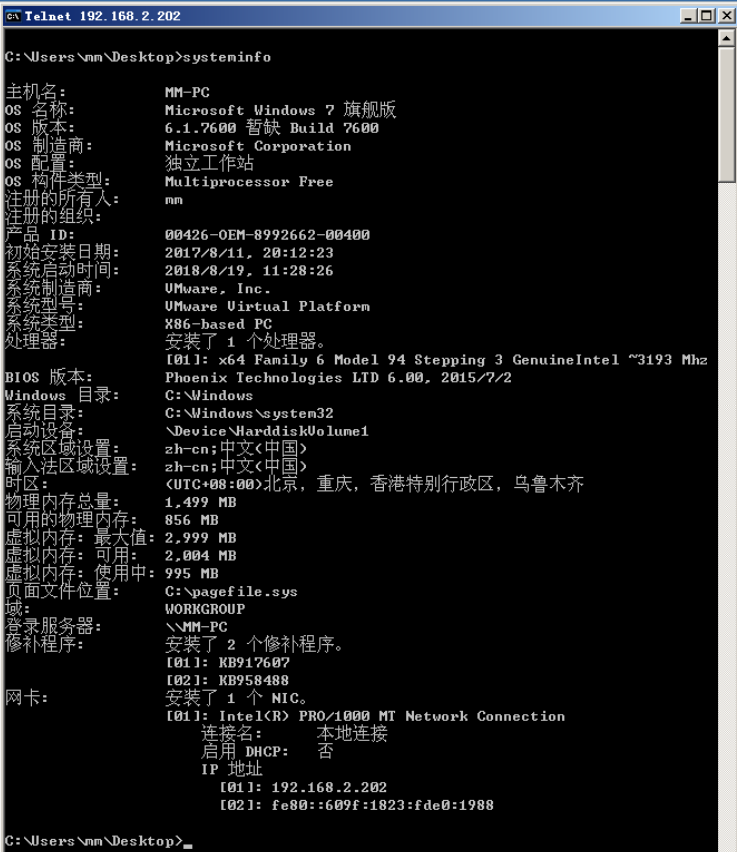 Telnet 192.168.2.202
C:\Users\mm\Desktop>systeminfo
主机名: MM-PC
OS 名称: Microsoft Windows 7 旗舰版
OS 版本: 6.1.7600 暂缺 Build 7600
OS 制造商: Microsoft Corporation
OS 配置: 独立工作站
OS 构件类型: Multiprocessor Free
注册的所有人: mm
注册的组织:
产品 ID: 00426-OEM-8992662-00400
初始安装日期: 2017/8/11, 20:12:23
系统启动时间: 2018/8/19, 11:28:26
系统制造商: VMware, Inc.
系统型号: VMware Virtual Platform
系统类型: X86-based PC
处理器: 安装了 1 个处理器。
[01]: x64 Family 6 Model 94 Stepping 3 GenuineIntel ~3193 Mhz
BIOS 版本: Phoenix Technologies LTD 6.00, 2015/7/2
Windows 目录: C:\Windows
系统目录: C:\Windows\system32
启动设备: \Device\HarddiskVolume1
系统区域设置: zh-cn;中文(中国)
输入法区域设置: zh-cn;中文(中国)
时区: (UTC+08:00)北京，重庆，香港特别行政区，乌鲁木齐
物理内存总量: 1,499 MB
可用的物理内存: 856 MB
虚拟内存: 最大值: 2,999 MB
虚拟内存: 可用: 2,004 MB
虚拟内存: 使用中: 995 MB
页面文件位置: C:\pagefile.sys
域: WORKGROUP
登录服务器: \\MM-PC
修补程序: 安装了 2 个修补程序。
[01]: KB917607
[02]: KB958488
网卡: 安装了 1 个 NIC。
[01]: Intel(R) PRO/1000 MT Network Connection
连接名: 本地连接
启用 DHCP: 否
IP 地址
[01]: 192.168.2.202
[02]: fe80::609f:1823:fde0:1988
C:\Users\mm\Desktop>